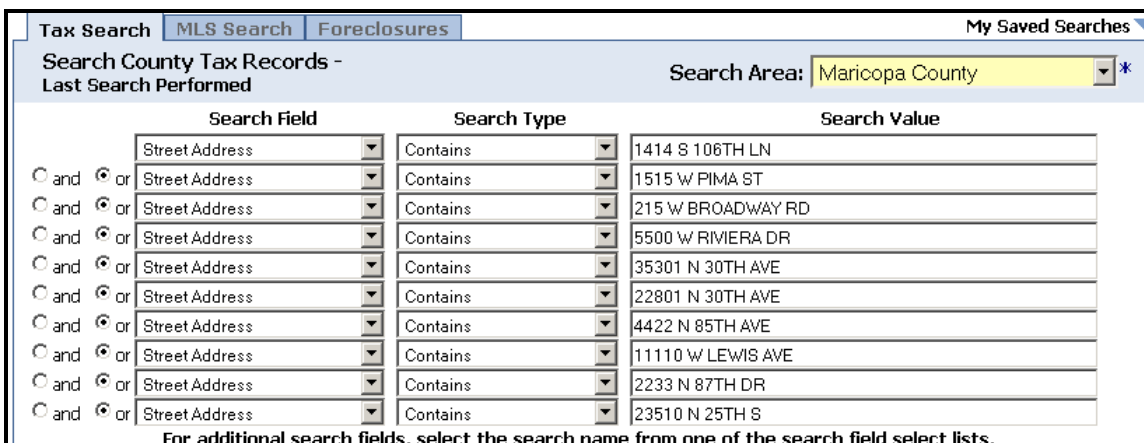 Tax Search MLS Search Foreclosures My Saved Searches
Search County Tax Records -
Last Search Performed
Search Area: Maricopa County *
Search Field Search Type Search Value
Street Address Contains 1414 S 106TH LN
and or Street Address Contains 1515 W PIMA ST
and or Street Address Contains 215 W BROADWAY RD
and or Street Address Contains 5500 W RIVIERA DR
and or Street Address Contains 35301 N 30TH AVE
and or Street Address Contains 22801 N 30TH AVE
and or Street Address Contains 4422 N 85TH AVE
and or Street Address Contains 11110 W LEWIS AVE
and or Street Address Contains 2233 N 87TH DR
and or Street Address Contains 23510 N 25TH S
For additional search fields, select the search name from one of the search field select lists.